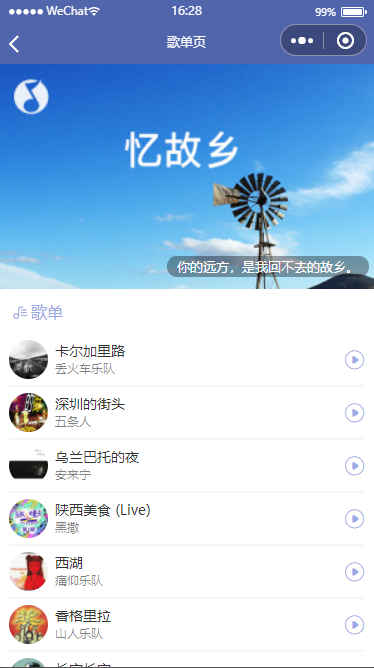 WeChat
16:28
99%
歌单页
忆故乡
你的远方，是我回不去的故乡。
歌单
卡尔加里路
丢火车乐队
深圳的街头
五条人
乌兰巴托的夜
安来宁
陕西美食 (Live)
黑撒
西湖
痛仰乐队
香格里拉
山人乐队